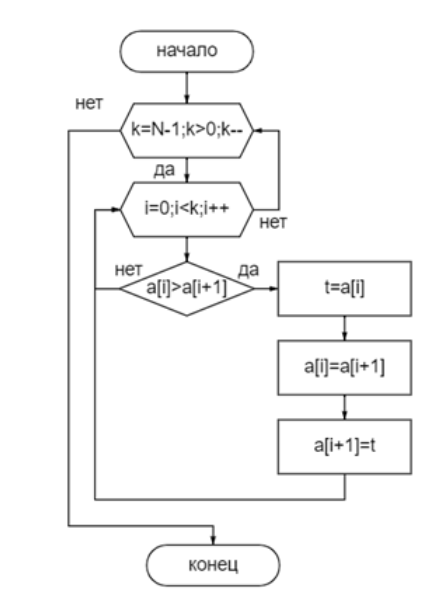 начало
нет
k=N-1;k>0;k--
да
i=0;i<k;i++
нет
нет
да
a[i]>a[i+1]
t=a[i]
a[i]=a[i+1]
a[i+1]=t
конец